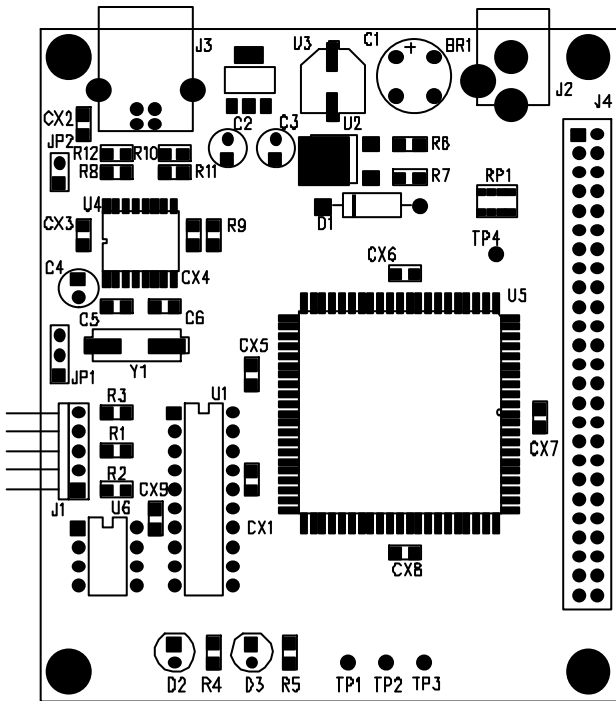 J3
U3
C1
+
BR1
J2
J4
CX2
C2
C3
U2
JP2
R12
R10
R6
R8
R11
R7
RP1
U4
D1
CX3
R9
TP4
CX6
C4
CX4
U5
C5
C6
CX5
Y1
JP1
R3
U1
R1
CX7
R2
CX9
J1
U6
CX1
CX8
D2
R4
D3
R5
TP1
TP2
TP3